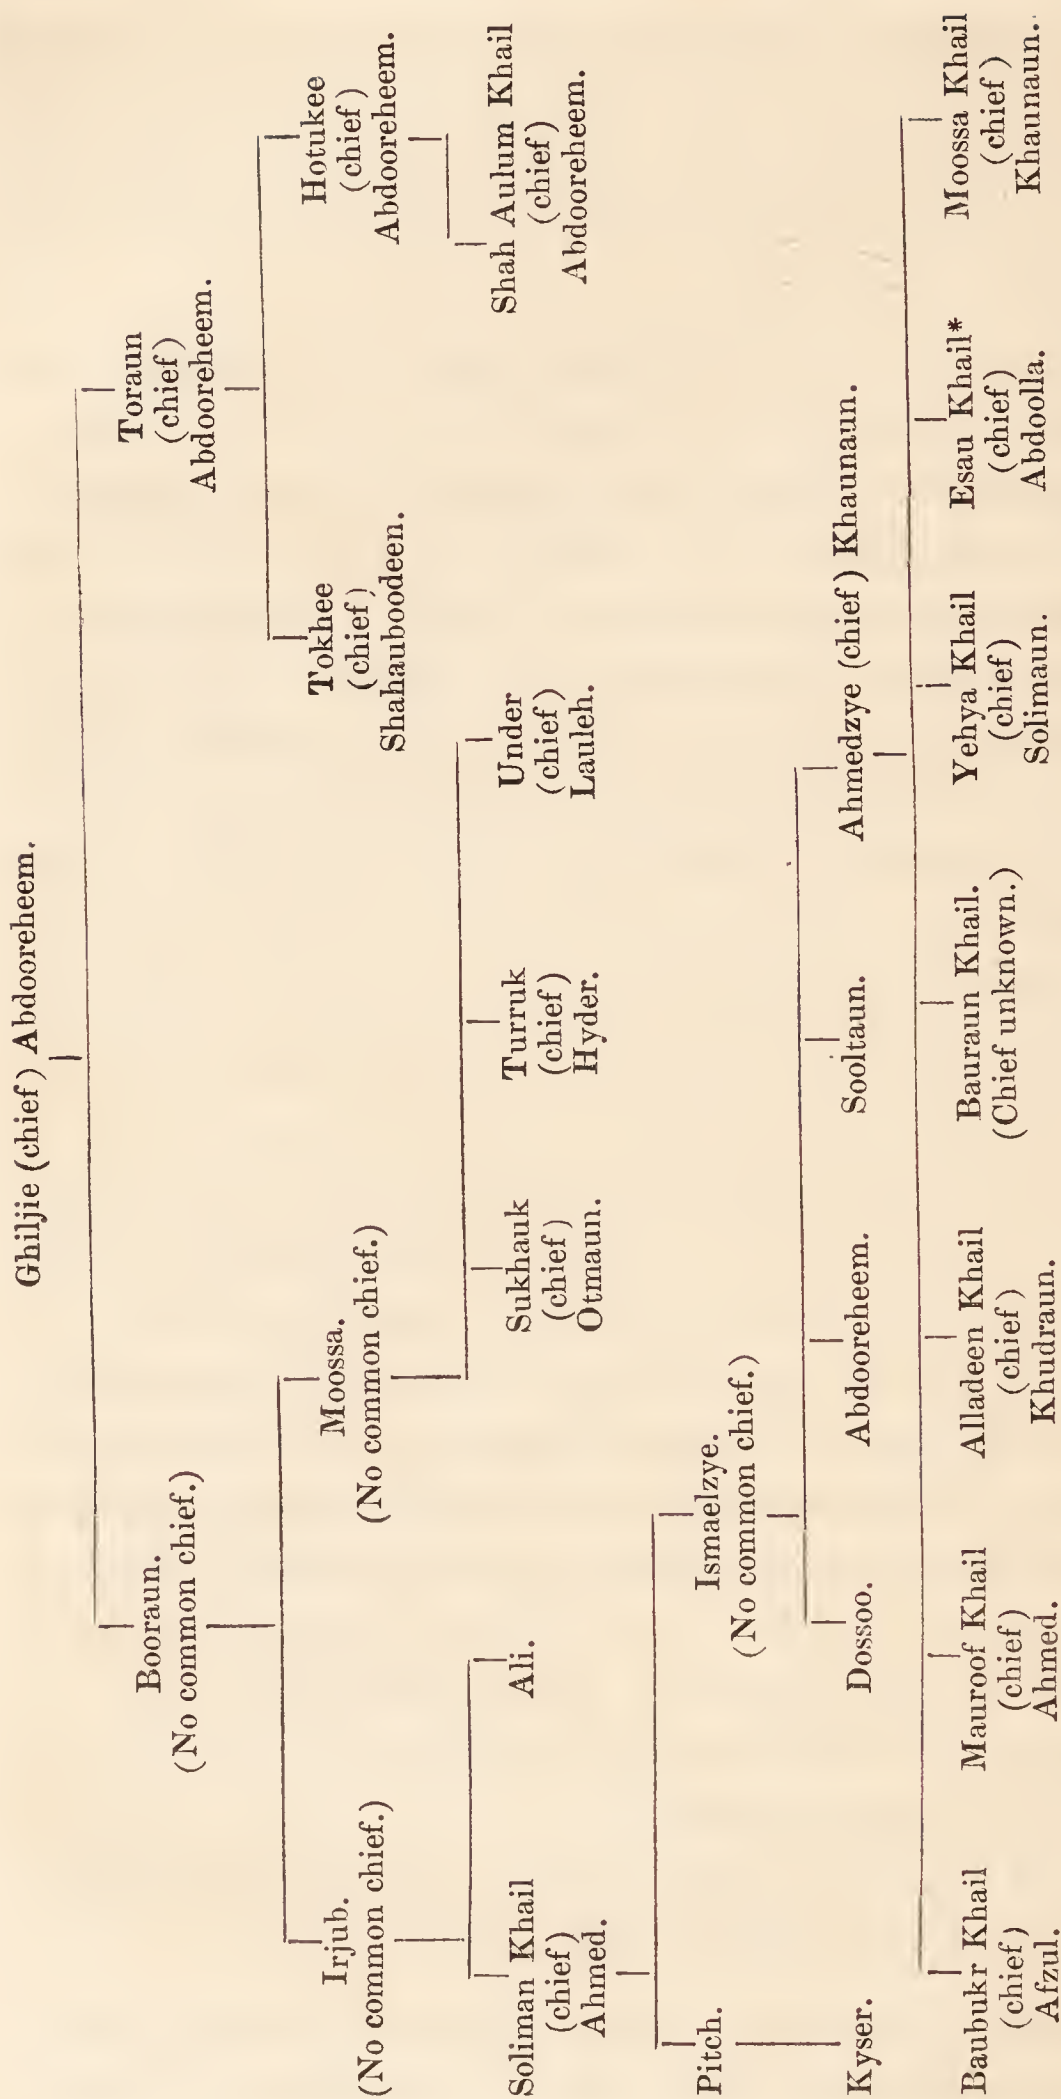 Ghiljie (chief) Abdooreheem.
Booraun.
(No common chief.)
Toraun
(chief)
Abdooreheem.
Irjub.
(No common chief.)
Moossa.
(No common chief.)
Tokhee
(chief)
Shahauboodeen.
Hotukee
(chief)
Abdooreheem.
Soliman Khail
(chief)
Ahmed.
Ali.
Sukhauk
(chief)
Otmaun.
Turruk
(chief)
Hyder.
Under
(chief)
Lauleh.
Shah Aulum Khail
(chief)
Abdooreheem.
Pitch.
Ismaelzye.
(No common chief.)
Kyser.
Dossoo.
Abdooreheem.
Sooltaun.
Ahmedzye (chief) Khaunaun.
Baubukr Khail
(chief)
Afzul.
Mauroof Khail
(chief)
Ahmed.
Alladeen Khail
(chief)
Khudraun.
Bauraun Khail.
(Chief unknown.)
Yehya Khail
(chief)
Solimaun.
Esau Khail*
(chief)
Abdoolla.
Moossa Khail
(chief)
Khaunaun.